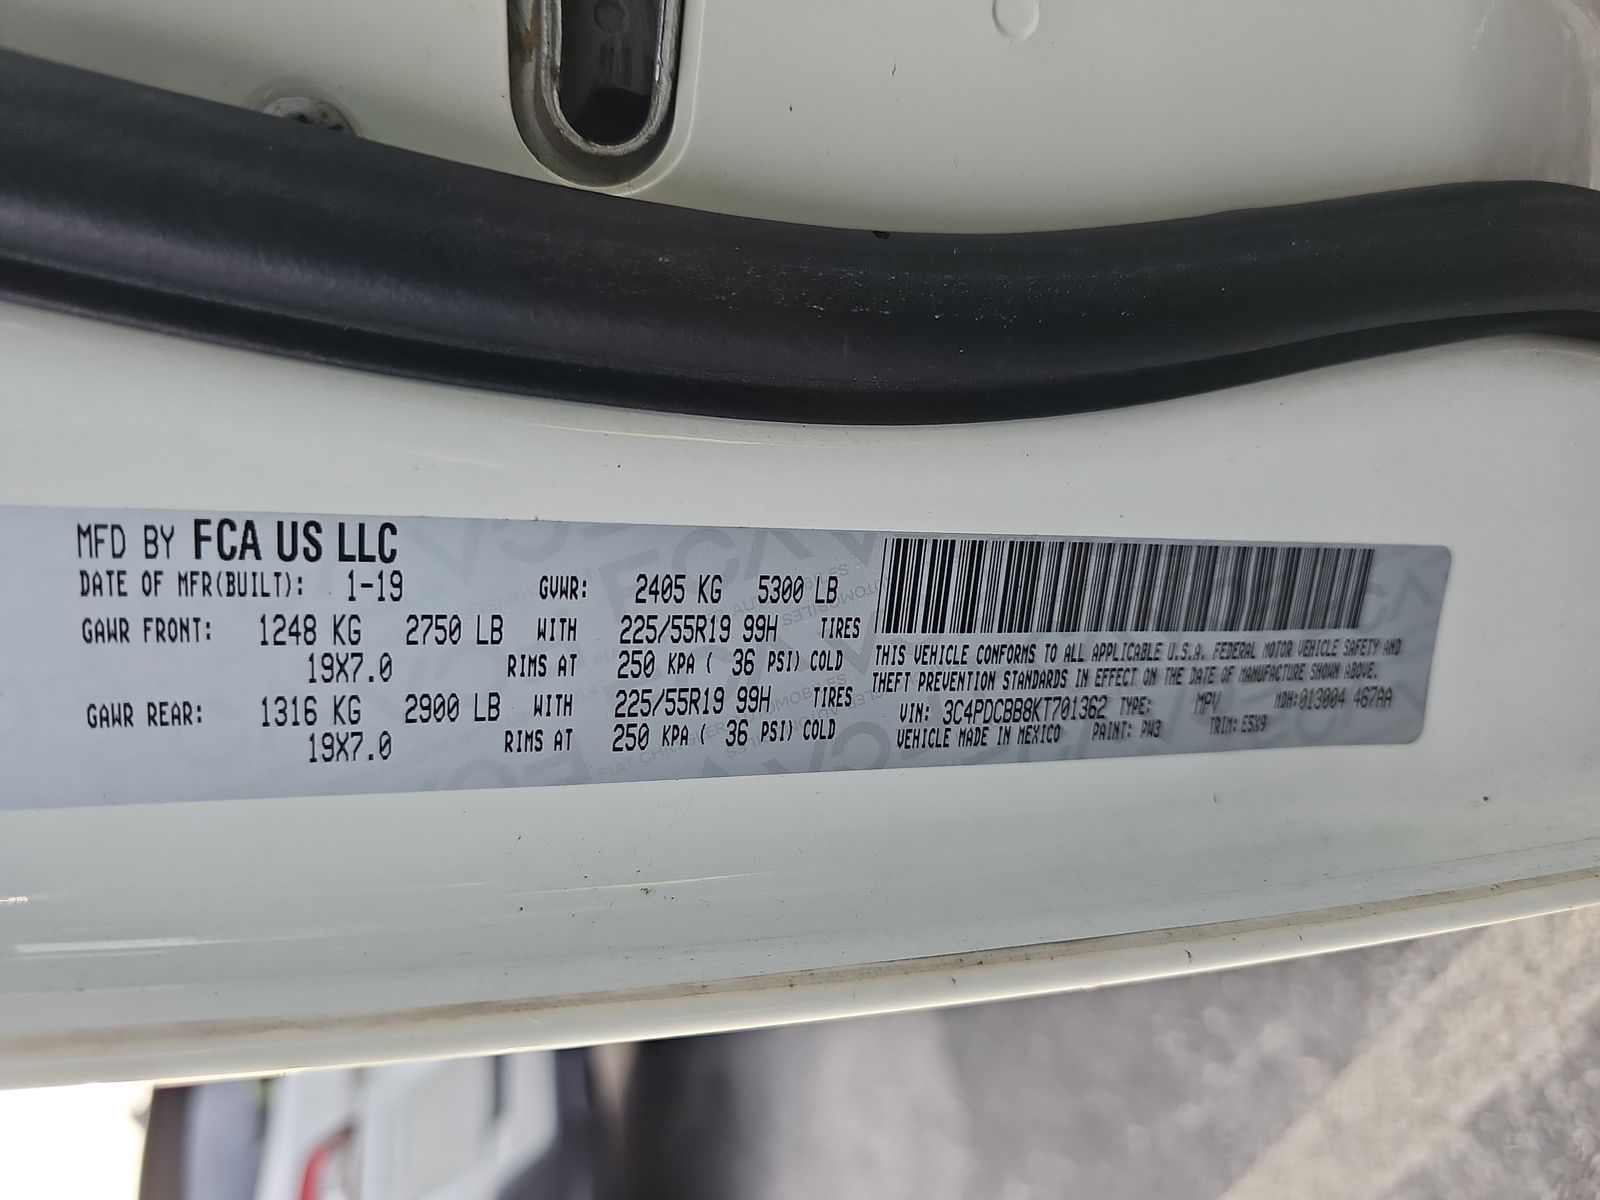 MFD BY FCA US LLC
DATE OF MFR(BUILT): 1-19 GVWR: 2405 KG 5300 LB
GAWR FRONT: 1248 KG 2750 LB WITH 225/55R19 99H TIRES
19X7.0 RIMS AT 250 KPA ( 36 PSI) COLD
GAWR REAR: 1316 KG 2900 LB WITH 225/55R19 99H TIRES
19X7.0 RIMS AT 250 KPA ( 36 PSI) COLD
THIS VEHICLE CONFORMS TO ALL APPLICABLE U.S.A. FEDERAL MOTOR VEHICLE SAFETY AND
THEFT PREVENTION STANDARDS IN EFFECT ON THE DATE OF MANUFACTURE SHOWN ABOVE.
VIN: 3C4PDCBB8KT701362 TYPE: MPV MDH:013004 467AA
VEHICLE MADE IN MEXICO PAINT: PW3 TRIM: E5X9